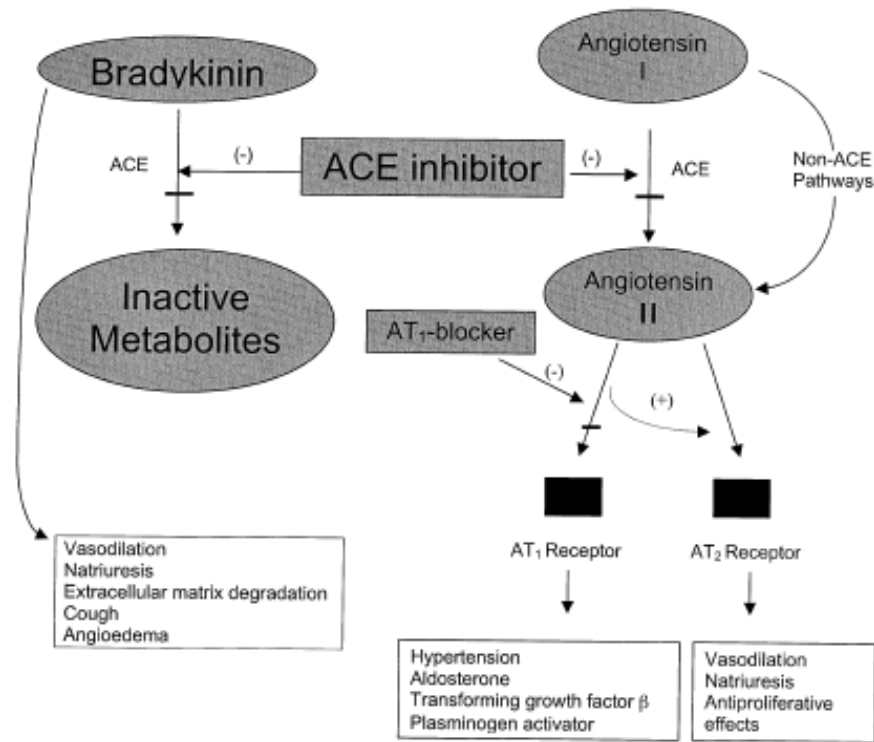 Bradykinin
Angiotensin
I
ACE
(-)
ACE inhibitor
(-)
ACE
Non-ACE
Pathways
Inactive
Metabolites
Angiotensin
II
AT₁-blocker
(-)
(+)
AT₁ Receptor
AT₂ Receptor
Vasodilation
Natriuresis
Extracellular matrix degradation
Cough
Angioedema
Hypertension
Aldosterone
Transforming growth factor β
Plasminogen activator
Vasodilation
Natriuresis
Antiproliferative
effects